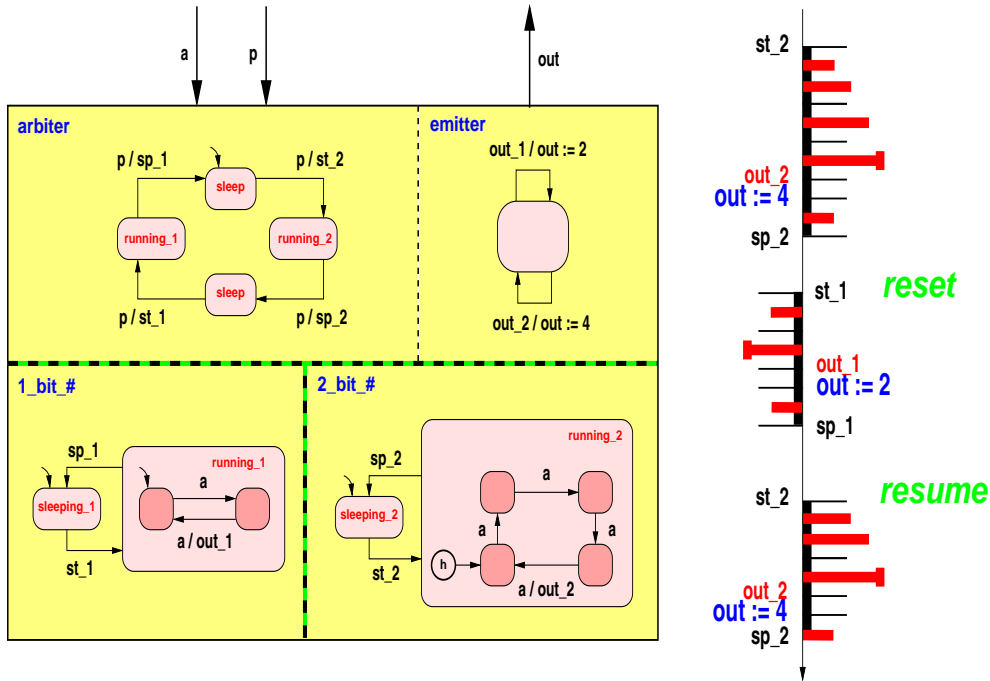 a
p
out
arbiter
p / sp_1
p / st_2
sleep
running_1
running_2
sleep
p / st_1
p / sp_2
emitter
out_1 / out := 2
out_2 / out := 4
1_bit_#
sp_1
running_1
sleeping_1
a
a / out_1
st_1
2_bit_#
running_2
sp_2
sleeping_2
a
a
a
h
st_2
a / out_2
st_2
out_2
out := 4
sp_2
st_1
reset
out_1
out := 2
sp_1
st_2
resume
out_2
out := 4
sp_2